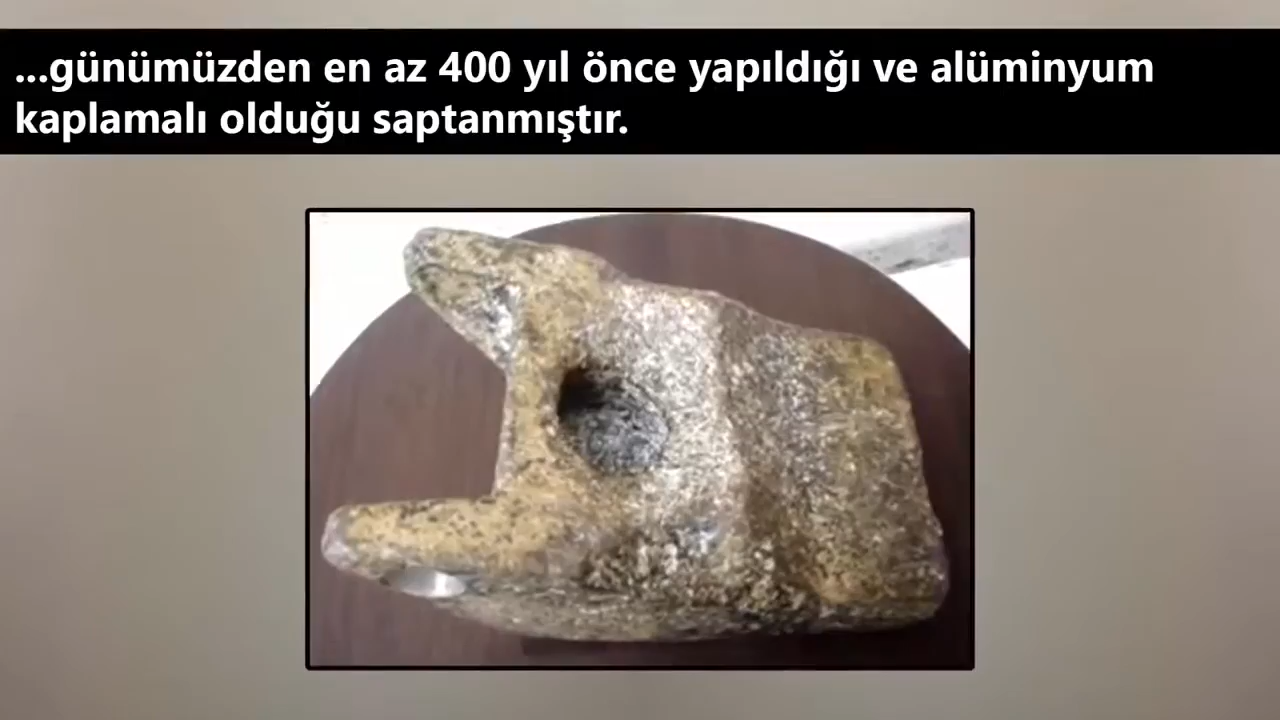 ...günümüzden en az 400 yıl önce yapıldığı ve alüminyum
kaplamalı olduğu saptanmıştır.